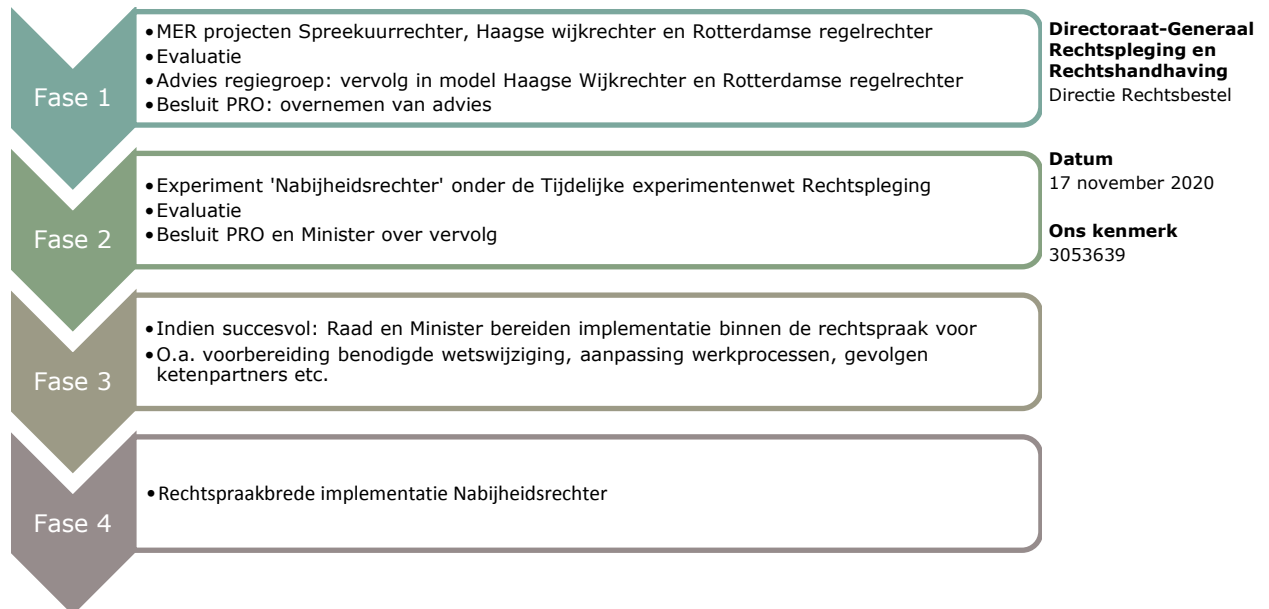 Fase 1
•MER projecten Spreekuurrechter, Haagse wijkrechter en Rotterdamse regelrechter
•Evaluatie
•Advies regiegroep: vervolg in model Haagse Wijkrechter en Rotterdamse regelrechter
•Besluit PRO: overnemen van advies
Fase 2
•Experiment 'Nabijheidsrechter' onder de Tijdelijke experimentenwet Rechtspleging
•Evaluatie
•Besluit PRO en Minister over vervolg
Fase 3
•Indien succesvol: Raad en Minister bereiden implementatie binnen de rechtspraak voor
•O.a. voorbereiding benodigde wetswijziging, aanpassing werkprocessen, gevolgen
ketenpartners etc.
Fase 4
•Rechtspraakbrede implementatie Nabijheidsrechter
Directoraat-Generaal
Rechtspleging en
Rechtshandhaving
Directie Rechtsbestel
Datum
17 november 2020
Ons kenmerk
3053639